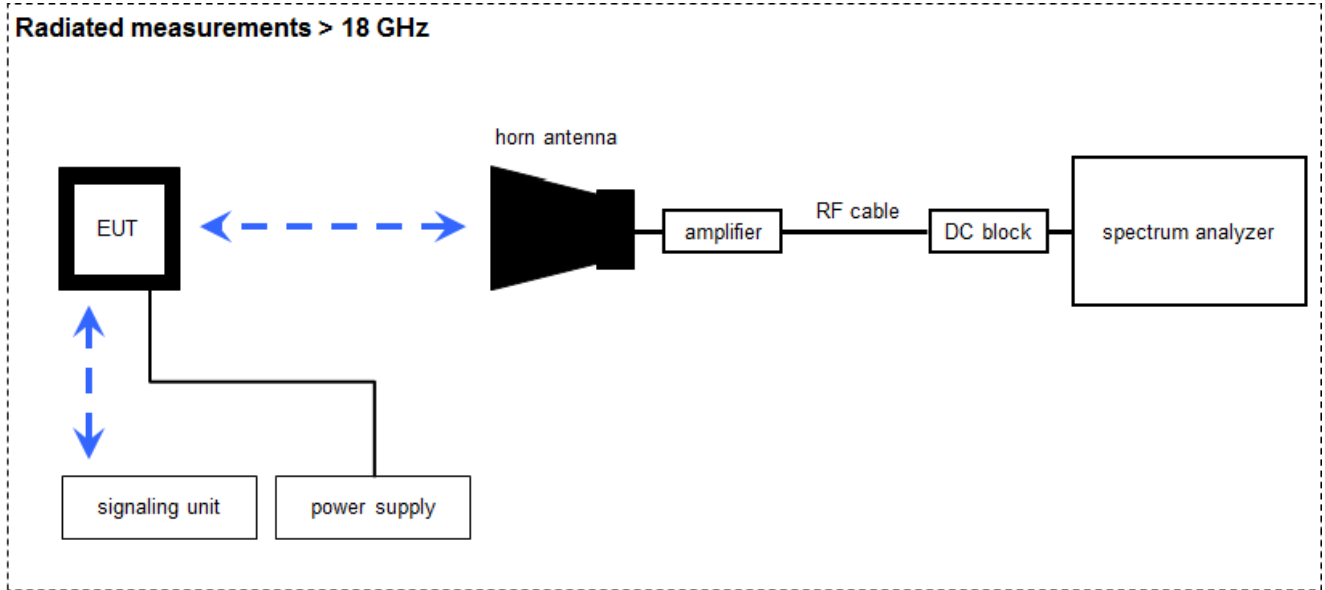 Radiated measurements > 18 GHz
horn antenna
EUT
amplifier
RF cable
DC block
spectrum analyzer
signaling unit
power supply